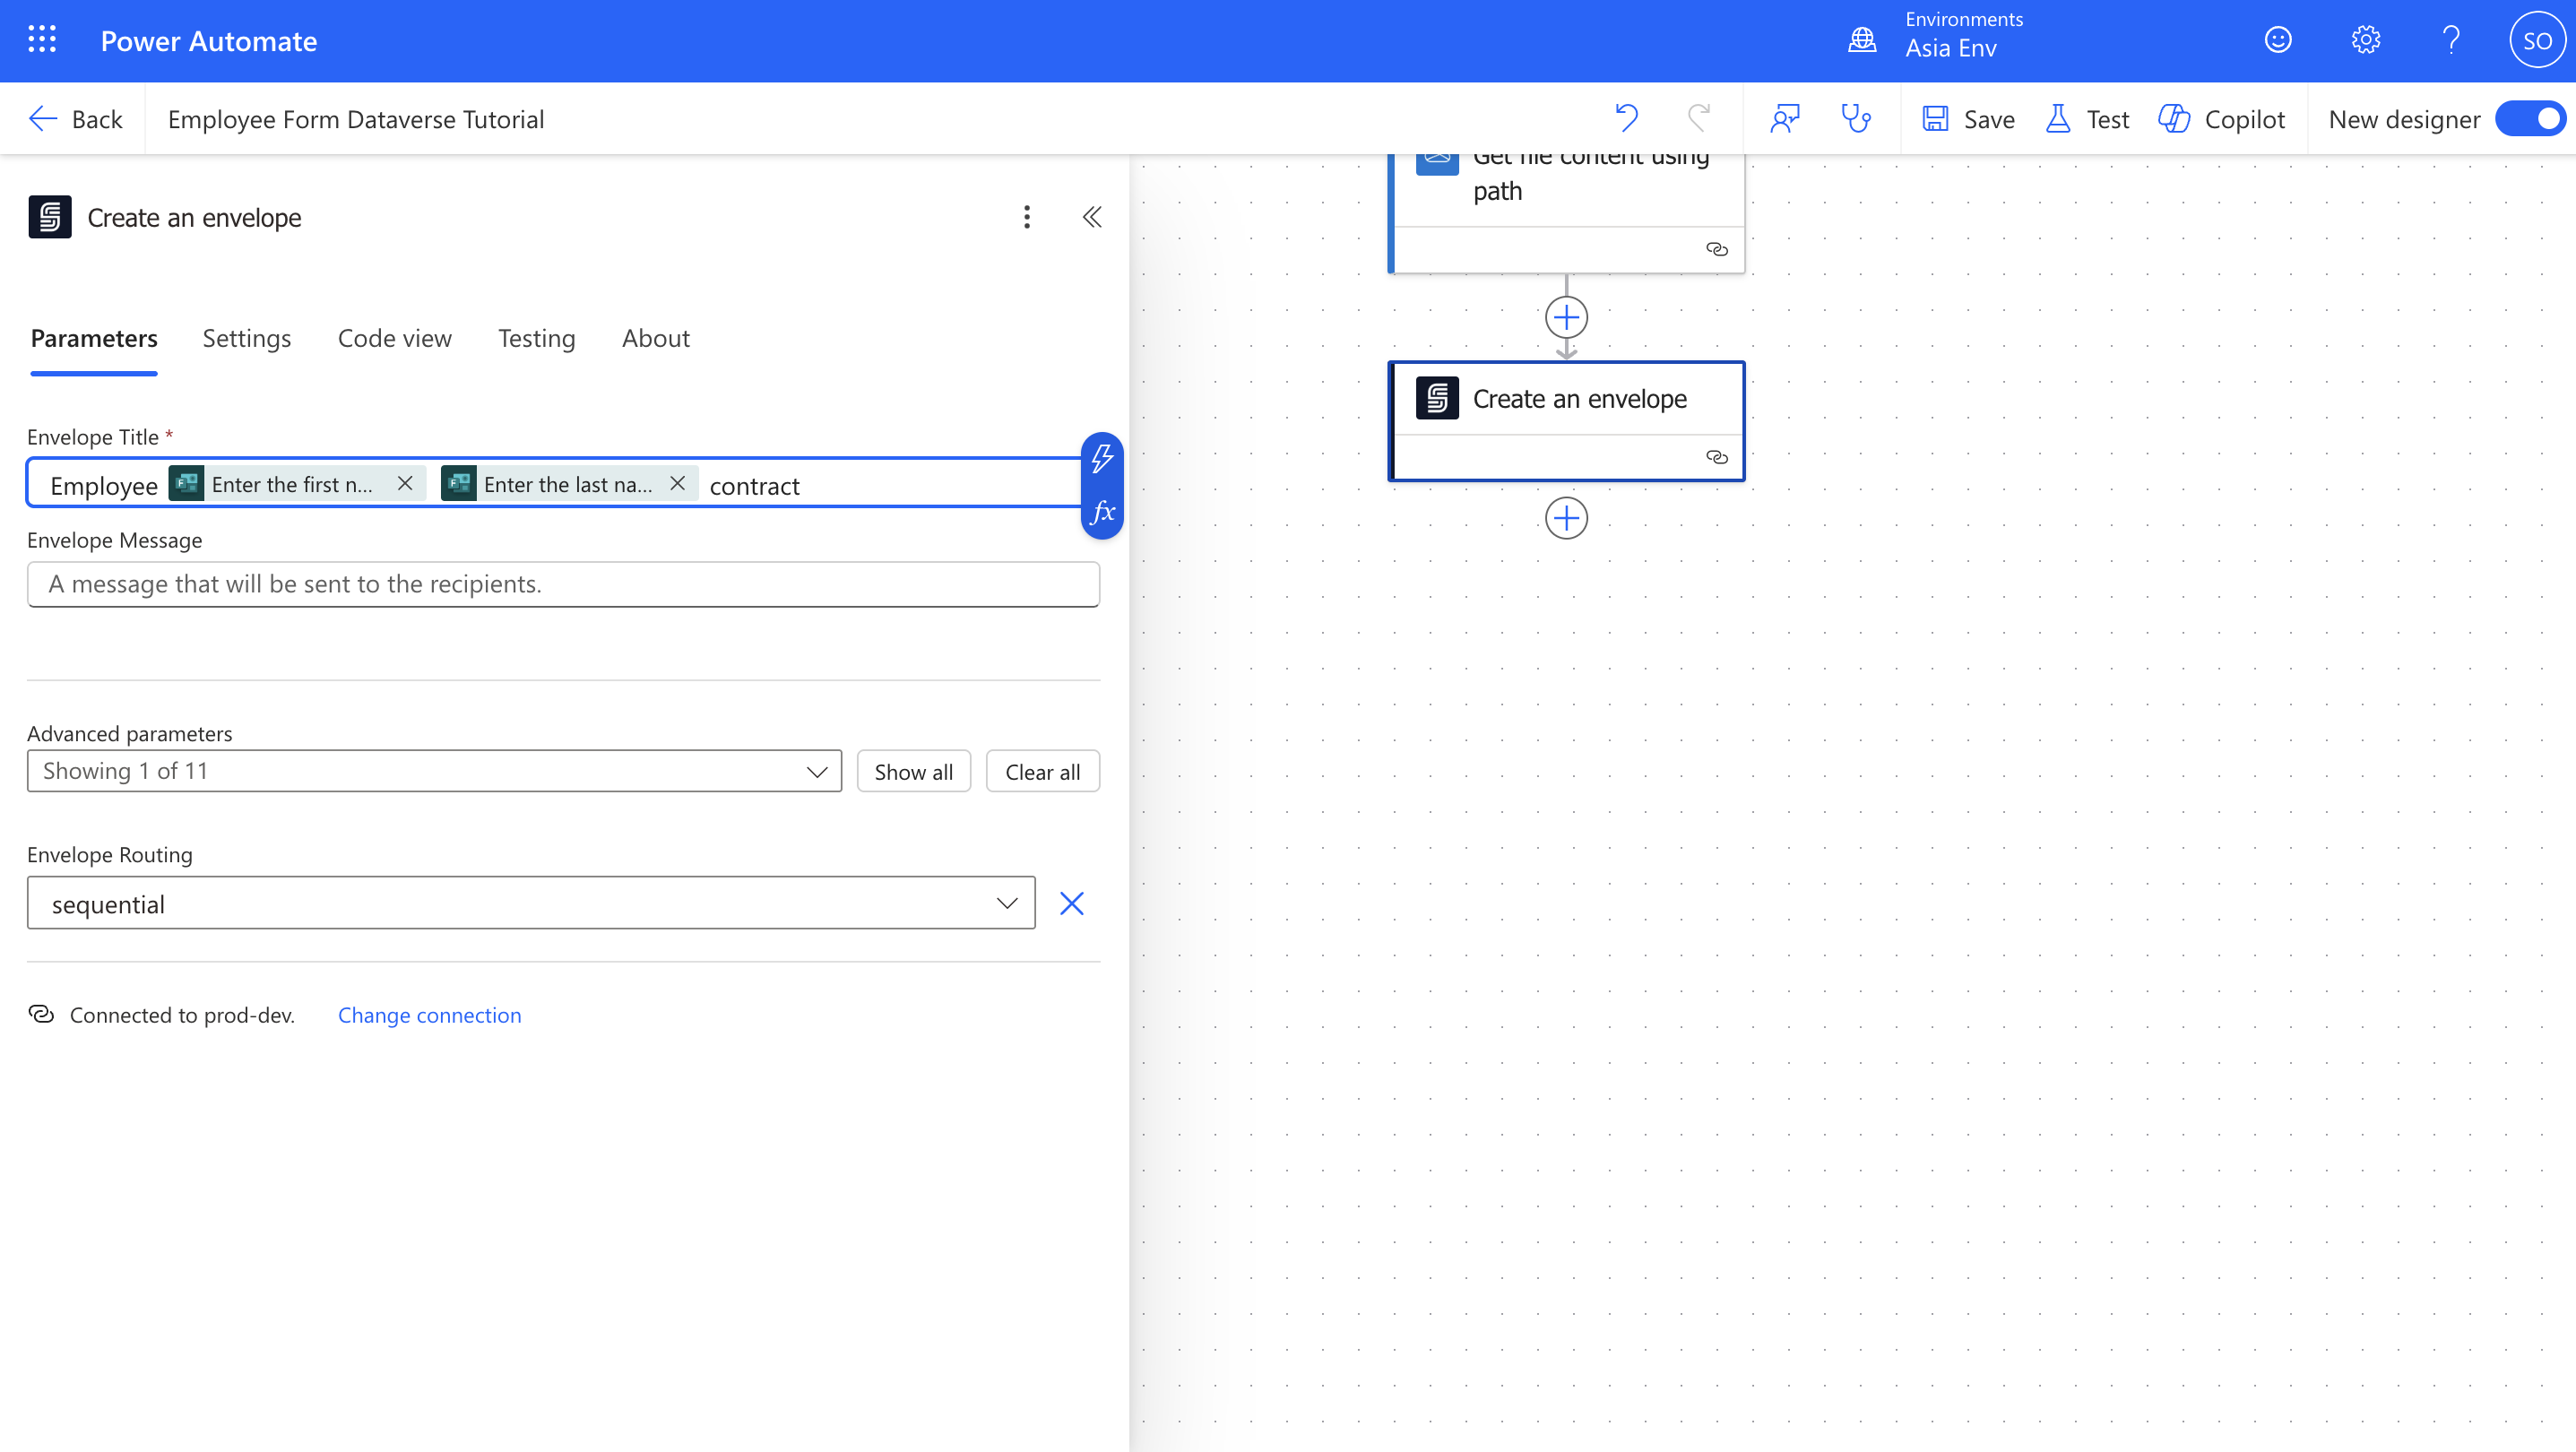 Power Automate
Environments
Asia Env
SO
Back
Employee Form Dataverse Tutorial
Save
Test
Copilot
New designer
Create an envelope
Parameters
Settings
Code view
Testing
About
Envelope Title *
Employee Enter the first n... Enter the last na... contract
fx
Envelope Message
A message that will be sent to the recipients.
Advanced parameters
Showing 1 of 11
Show all
Clear all
Envelope Routing
sequential
Connected to prod-dev.
Change connection
Get file content using
path
Create an envelope